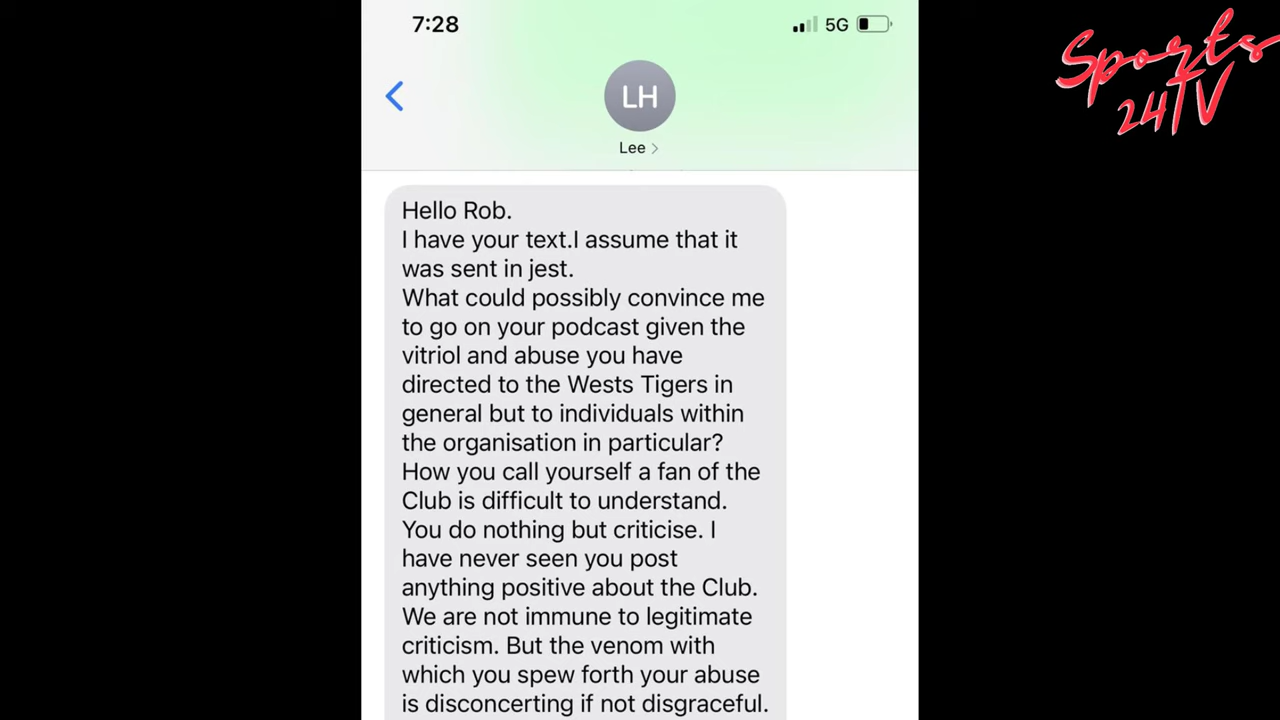 7:28
5G
LH
Lee
Sports
24TV
Hello Rob.
I have your text.I assume that it
was sent in jest.
What could possibly convince me
to go on your podcast given the
vitriol and abuse you have
directed to the Wests Tigers in
general but to individuals within
the organisation in particular?
How you call yourself a fan of the
Club is difficult to understand.
You do nothing but criticise. I
have never seen you post
anything positive about the Club.
We are not immune to legitimate
criticism. But the venom with
which you spew forth your abuse
is disconcerting if not disgraceful.